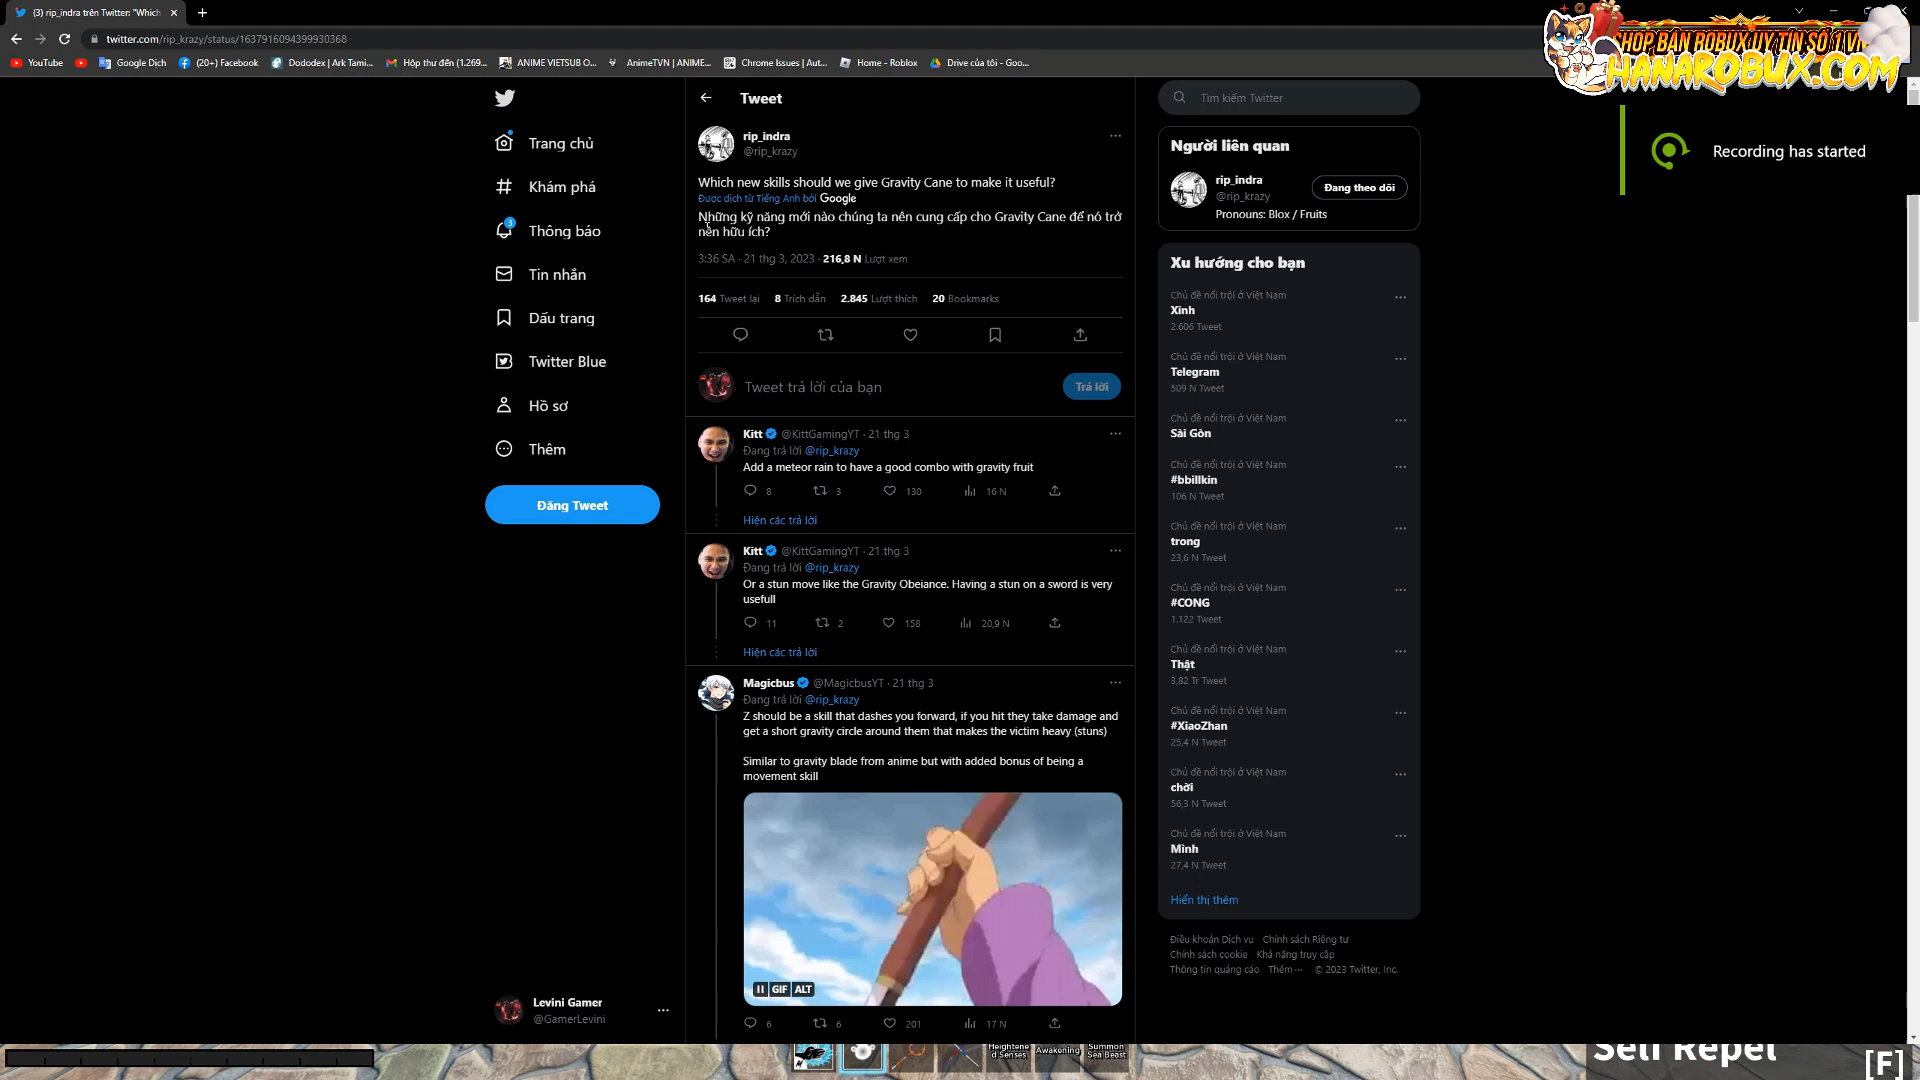 (3) rip_indra trên Twitter: "Which
twitter.com/rip_krazy/status/1637916094399930368
YouTube
Google Dịch
(20+) Facebook
Dododex | Ark Tami...
Hộp thư đến (1.269...
ANIME VIETSUB O...
AnimeTVN | ANIME...
Chrome Issues | Aut...
Home - Roblox
Drive của tôi - Goo...
SHOP BÁN ROBUX UY TÍN SỐ 1 VN
HANAROBUX.COM
Recording has started
Trang chủ
Khám phá
3
Thông báo
Tin nhắn
Dấu trang
Twitter Blue
Hồ sơ
Thêm
Đăng Tweet
Levini Gamer
@GamerLevini
Tweet
rip_indra
@rip_krazy
Which new skills should we give Gravity Cane to make it useful?
Được dịch từ Tiếng Anh bởi Google
Những kỹ năng mới nào chúng ta nên cung cấp cho Gravity Cane để nó trở
nên hữu ích?
3:36 SA · 21 thg 3, 2023 · 216,8 N Lượt xem
164 Tweet lại 8 Trích dẫn 2.845 Lượt thích 20 Bookmarks
Tweet trả lời của bạn
Trả lời
Kitt @KittGamingYT · 21 thg 3
Đang trả lời @rip_krazy
Add a meteor rain to have a good combo with gravity fruit
8 3 130 16 N
Hiện các trả lời
Kitt @KittGamingYT · 21 thg 3
Đang trả lời @rip_krazy
Or a stun move like the Gravity Obeiance. Having a stun on a sword is very
usefull
11 2 158 20,9 N
Hiện các trả lời
Magicbus @MagicbusYT · 21 thg 3
Đang trả lời @rip_krazy
Z should be a skill that dashes you forward, if you hit they take damage and
get a short gravity circle around them that makes the victim heavy (stuns)
Similar to gravity blade from anime but with added bonus of being a
movement skill
GIF ALT
6 6 201 17 N
Tìm kiếm Twitter
Người liên quan
rip_indra
@rip_krazy
Đang theo dõi
Pronouns: Blox / Fruits
Xu hướng cho bạn
Chủ đề nổi trội ở Việt Nam
Xinh
2.606 Tweet
Chủ đề nổi trội ở Việt Nam
Telegram
509 N Tweet
Chủ đề nổi trội ở Việt Nam
Sài Gòn
Chủ đề nổi trội ở Việt Nam
#bbillkin
106 N Tweet
Chủ đề nổi trội ở Việt Nam
trong
23,6 N Tweet
Chủ đề nổi trội ở Việt Nam
#CONG
1.122 Tweet
Chủ đề nổi trội ở Việt Nam
Thật
3,82 Tr Tweet
Chủ đề nổi trội ở Việt Nam
#XiaoZhan
25,4 N Tweet
Chủ đề nổi trội ở Việt Nam
chời
56,3 N Tweet
Chủ đề nổi trội ở Việt Nam
Mình
27,4 N Tweet
Hiển thị thêm
Điều khoản Dịch vụ Chính sách Riêng tư
Chính sách cookie Khả năng truy cập
Thông tin quảng cáo Thêm ··· © 2023 Twitter, Inc.
Heightene
d Senses
Awakening
Summon
Sea Beast
Self Repel
[F]